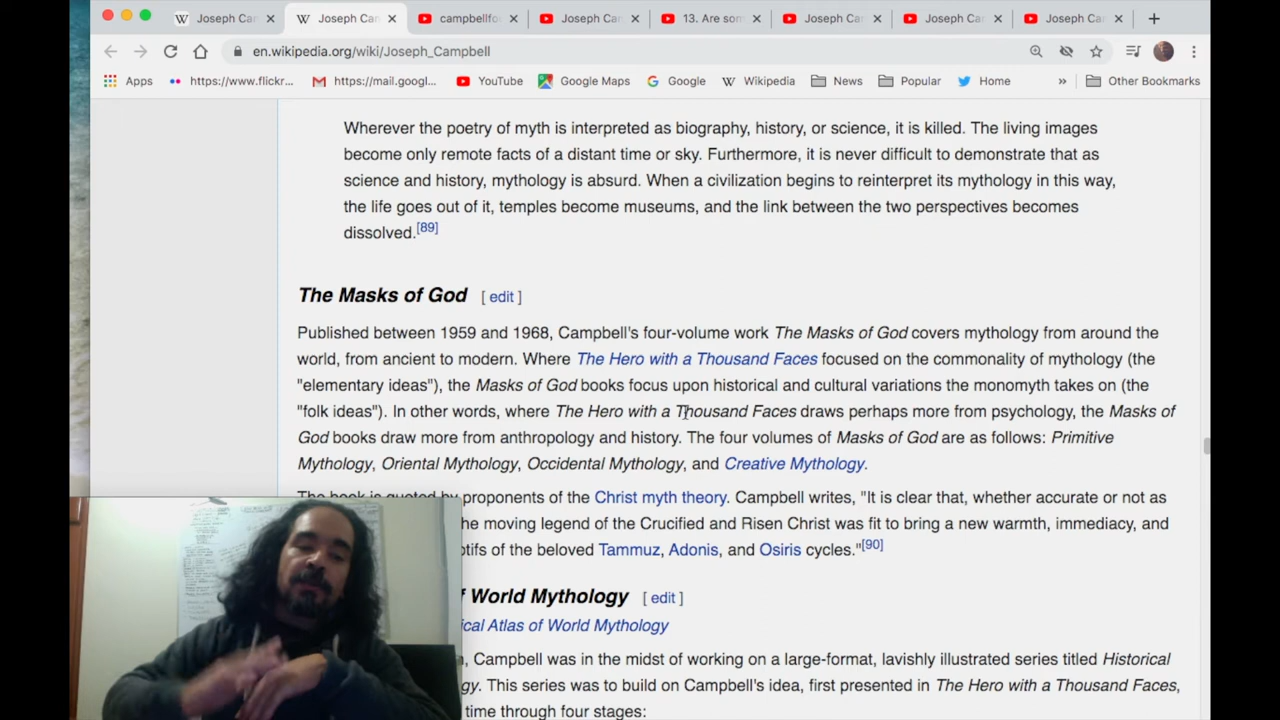 Joseph Car
Joseph Car
campbellfo
Joseph Ca
13. Are som
Joseph Ca
Joseph Ca
Joseph Ca
en.wikipedia.org/wiki/Joseph_Campbell
Apps https://www.flickr... https://mail.googl... YouTube Google Maps Google Wikipedia News Popular Home » Other Bookmarks
Wherever the poetry of myth is interpreted as biography, history, or science, it is killed. The living images
become only remote facts of a distant time or sky. Furthermore, it is never difficult to demonstrate that as
science and history, mythology is absurd. When a civilization begins to reinterpret its mythology in this way,
the life goes out of it, temples become museums, and the link between the two perspectives becomes
dissolved.[89]
The Masks of God [ edit ]
Published between 1959 and 1968, Campbell's four-volume work The Masks of God covers mythology from around the
world, from ancient to modern. Where The Hero with a Thousand Faces focused on the commonality of mythology (the
"elementary ideas"), the Masks of God books focus upon historical and cultural variations the monomyth takes on (the
"folk ideas"). In other words, where The Hero with a Thousand Faces draws perhaps more from psychology, the Masks of
God books draw more from anthropology and history. The four volumes of Masks of God are as follows: Primitive
Mythology, Oriental Mythology, Occidental Mythology, and Creative Mythology.
The book is quoted by proponents of the Christ myth theory. Campbell writes, "It is clear that, whether accurate or not as
he moving legend of the Crucified and Risen Christ was fit to bring a new warmth, immediacy, and
otifs of the beloved Tammuz, Adonis, and Osiris cycles."[90]
f World Mythology [ edit ]
ical Atlas of World Mythology
, Campbell was in the midst of working on a large-format, lavishly illustrated series titled Historical
gy. This series was to build on Campbell's idea, first presented in The Hero with a Thousand Faces,
time through four stages: